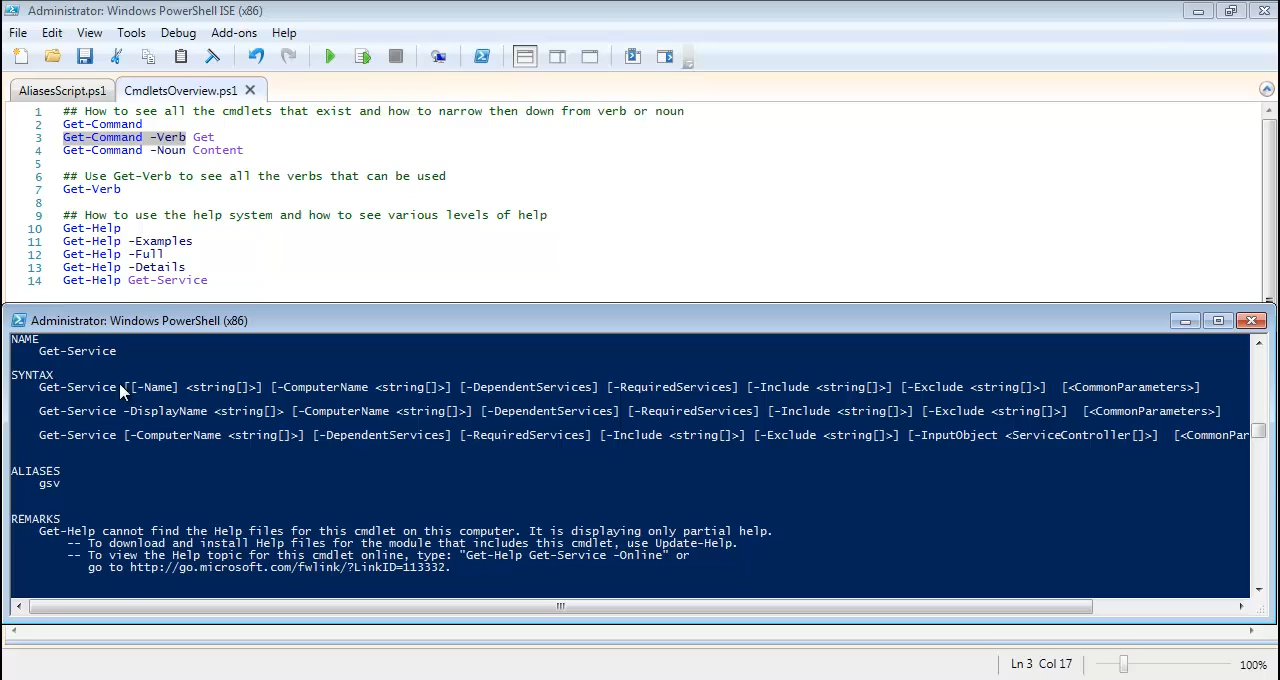 Administrator: Windows PowerShell ISE (x86)
File Edit View Tools Debug Add-ons Help
AliasesScript.ps1 CmdletsOverview.ps1
1 ## How to see all the cmdlets that exist and how to narrow then down from verb or noun
2 Get-Command
3 Get-Command -Verb Get
4 Get-Command -Noun Content
5
6 ## Use Get-Verb to see all the verbs that can be used
7 Get-Verb
8
9 ## How to use the help system and how to see various levels of help
10 Get-Help
11 Get-Help -Examples
12 Get-Help -Full
13 Get-Help -Details
14 Get-Help Get-Service
Administrator: Windows PowerShell (x86)
NAME
Get-Service
SYNTAX
Get-Service [[-Name] <string[]>] [-ComputerName <string[]>] [-DependentServices] [-RequiredServices] [-Include <string[]>] [-Exclude <string[]>] [<CommonParameters>]
Get-Service -DisplayName <string[]> [-ComputerName <string[]>] [-DependentServices] [-RequiredServices] [-Include <string[]>] [-Exclude <string[]>] [<CommonParameters>]
Get-Service [-ComputerName <string[]>] [-DependentServices] [-RequiredServices] [-Include <string[]>] [-Exclude <string[]>] [-InputObject <ServiceController[]>] [<CommonPar
ALIASES
gsv
REMARKS
Get-Help cannot find the Help files for this cmdlet on this computer. It is displaying only partial help.
-- To download and install Help files for the module that includes this cmdlet, use Update-Help.
-- To view the Help topic for this cmdlet online, type: "Get-Help Get-Service -Online" or
go to http://go.microsoft.com/fwlink/?LinkID=113332.
Ln 3 Col 17 100%